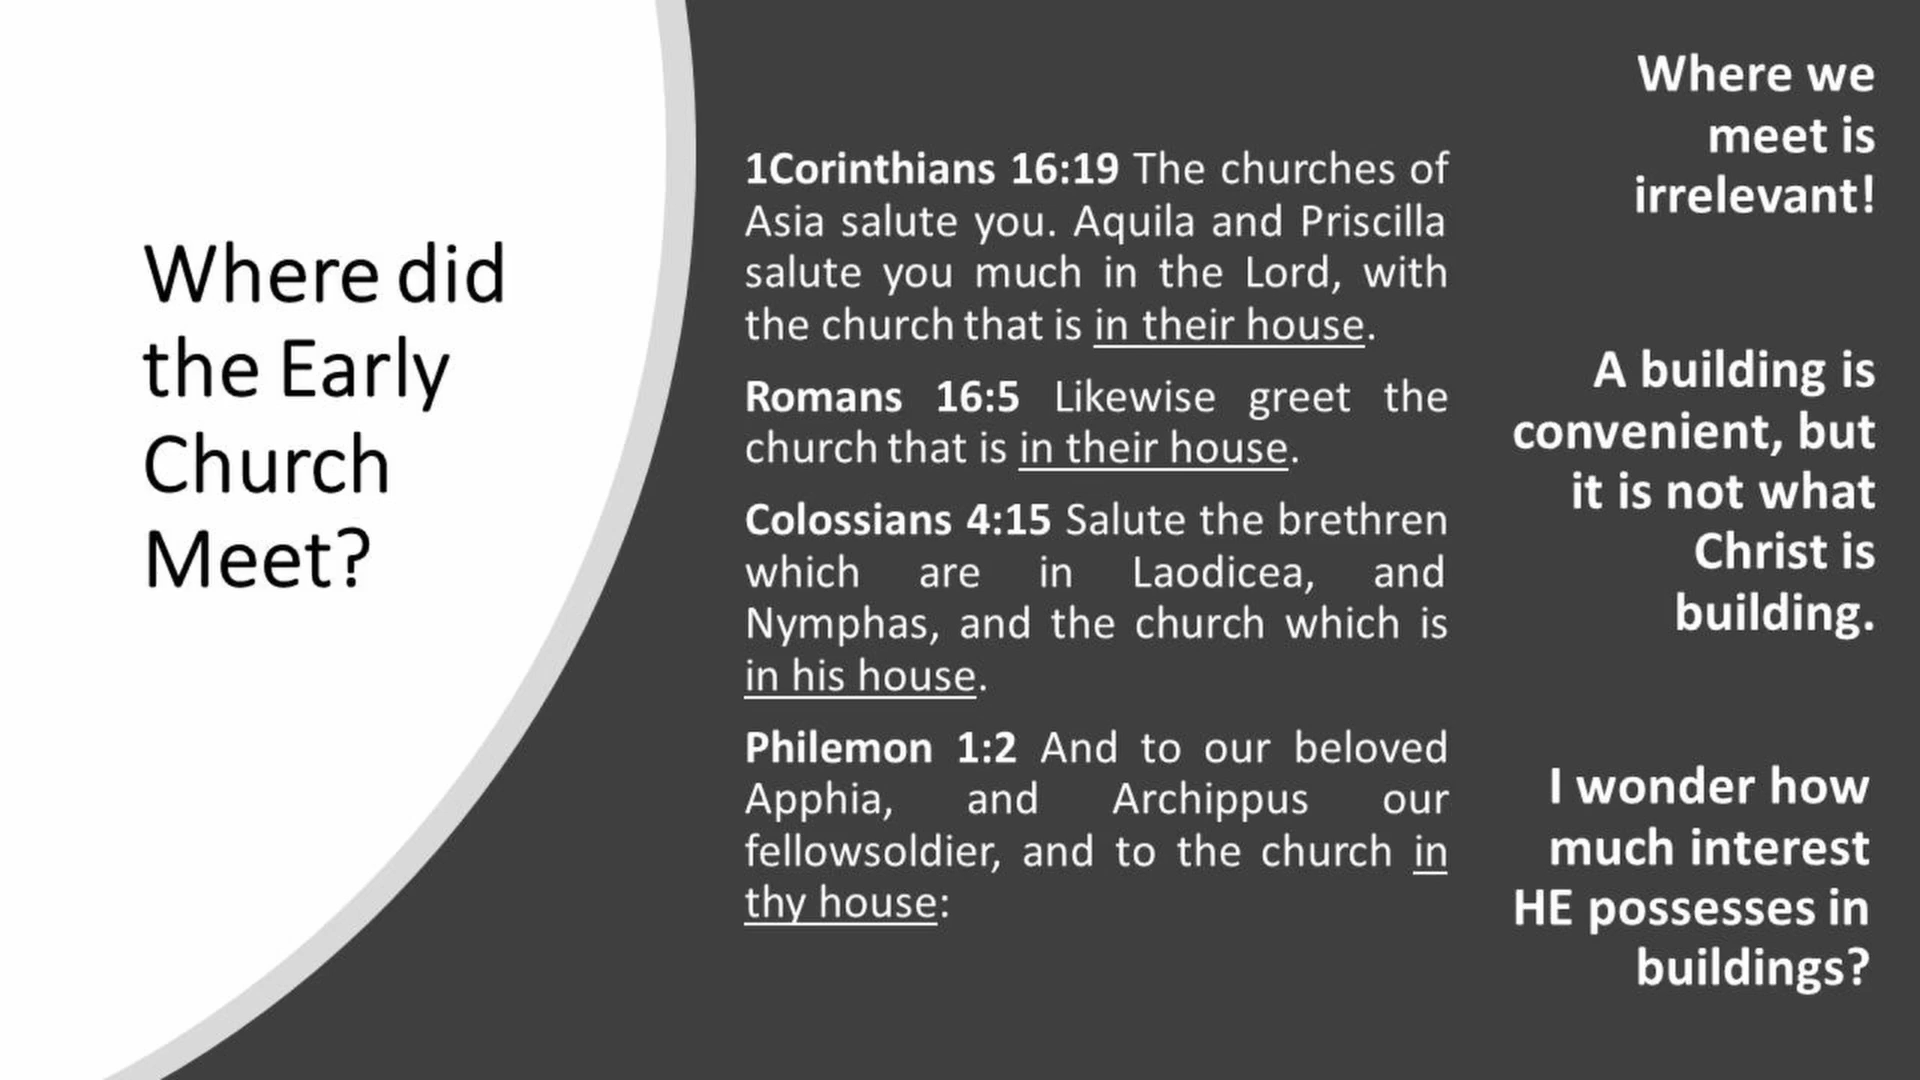 Where did
the Early
Church
Meet?
1Corinthians 16:19 The churches of
Asia salute you. Aquila and Priscilla
salute you much in the Lord, with
the church that is in their house.
Romans 16:5 Likewise greet the
church that is in their house.
Colossians 4:15 Salute the brethren
which are in Laodicea, and
Nymphas, and the church which is
in his house.
Philemon 1:2 And to our beloved
Apphia, and Archippus our
fellowsoldier, and to the church in
thy house:
Where we
meet is
irrelevant!
A building is
convenient, but
it is not what
Christ is
building.
I wonder how
much interest
HE possesses in
buildings?